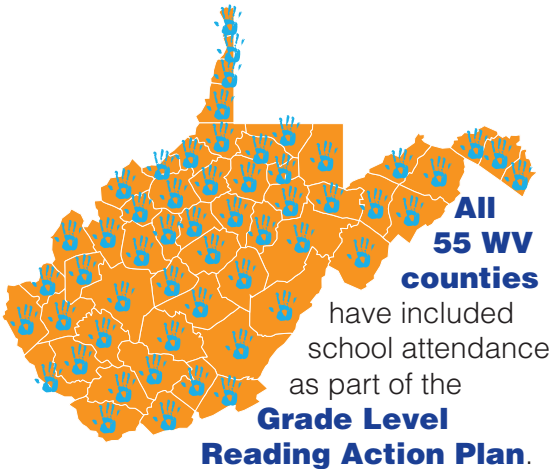 All
55 WV
counties
have included
school attendance
as part of the
Grade Level
Reading Action Plan.